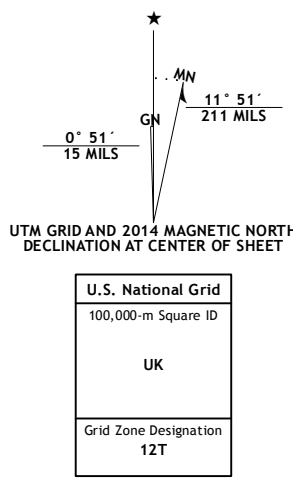 ★
MN
GN
11° 51´
211 MILS
0° 51´
15 MILS
UTM GRID AND 2014 MAGNETIC NORTH
DECLINATION AT CENTER OF SHEET
U.S. National Grid
100,000-m Square ID
UK
Grid Zone Designation
12T